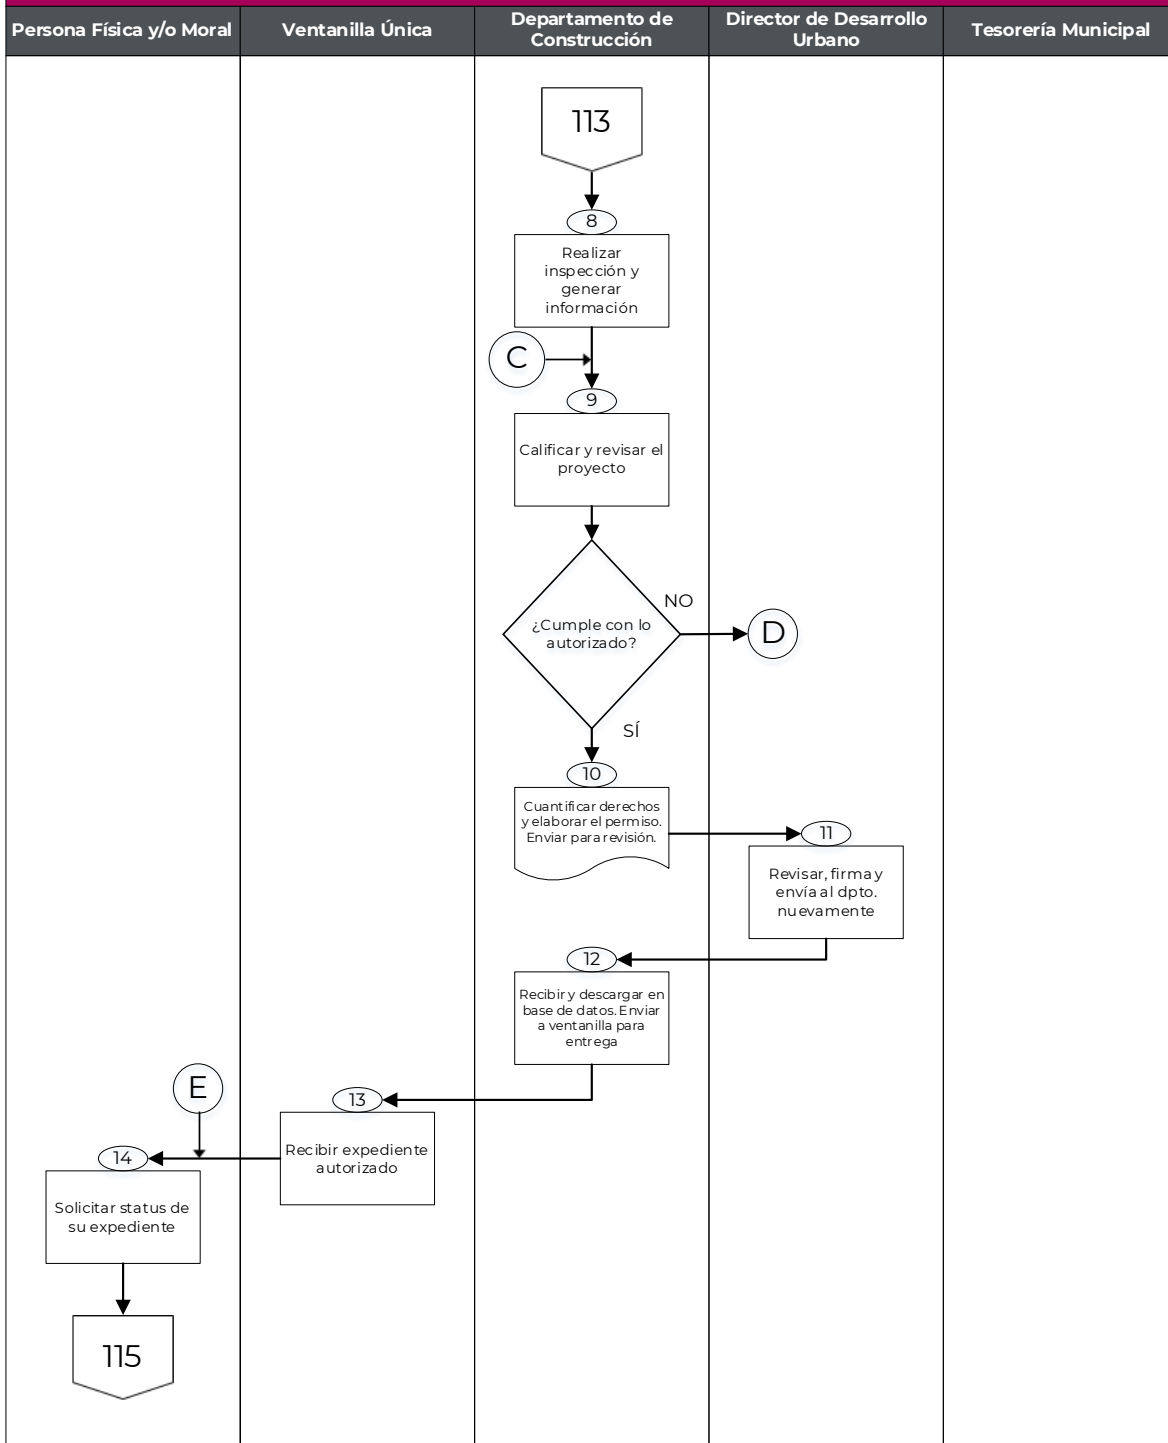 Persona Física y/o Moral
Ventanilla Única
Departamento de
Construcción
Director de Desarrollo
Urbano
Tesorería Municipal
113
8
Realizar
inspección y
generar
información
C
9
Calificar y revisar el
proyecto
¿Cumple con lo
autorizado?
NO
D
SÍ
10
Cuantificar derechos
y elaborar el permiso.
Enviar para revisión.
11
Revisar, firma y
envía al dpto.
nuevamente
12
Recibir y descargar en
base de datos. Enviar
a ventanilla para
entrega
E
13
Recibir expediente
autorizado
14
Solicitar status de
su expediente
115